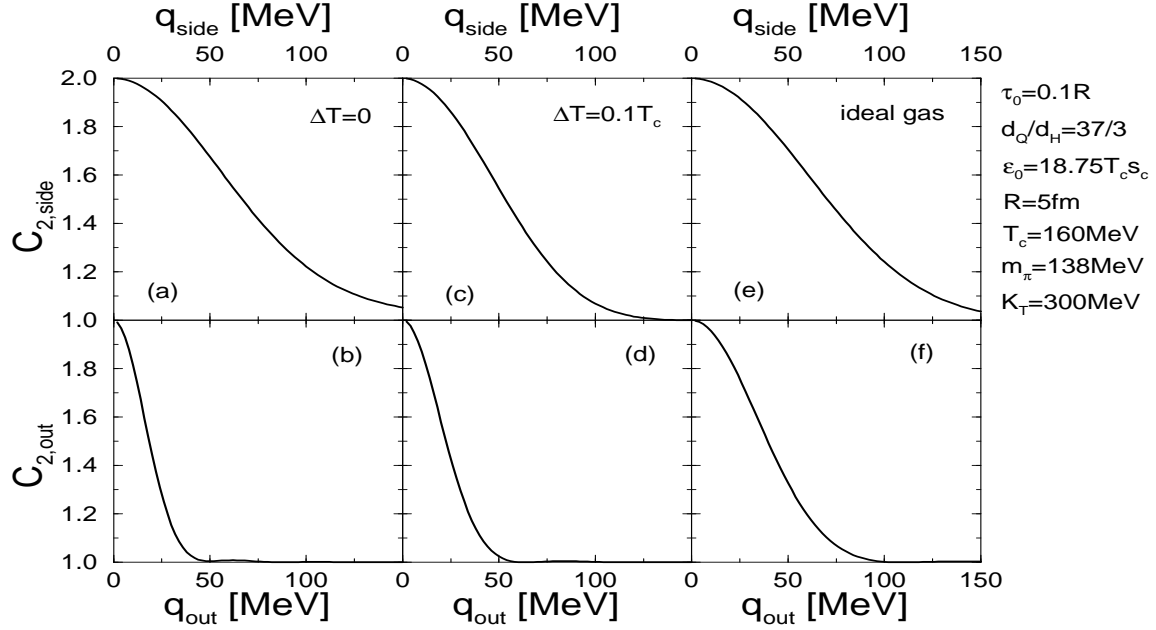 q_side [MeV] q_side [MeV] q_side [MeV]
0 50 100 0 50 100 0 50 100 150
2.0
1.8
1.6
1.4
1.2
1.0
C_2,side
ΔT=0
(a)
ΔT=0.1T_c
(c)
ideal gas
(e)
τ_0=0.1R
d_Q/d_H=37/3
ε_0=18.75T_cs_c
R=5fm
T_c=160MeV
m_π=138MeV
K_T=300MeV
1.8
1.6
1.4
1.2
1.0
C_2,out
(b)
(d)
(f)
0 50 100 0 50 100 0 50 100 150
q_out [MeV] q_out [MeV] q_out [MeV]